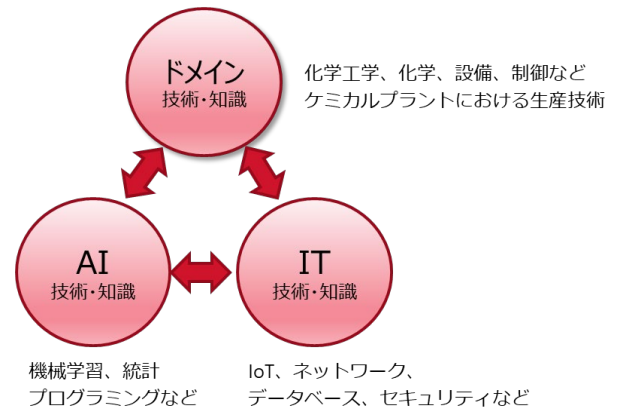 ドメイン
技術・知識
化学工学、化学、設備、制御など
ケミカルプラントにおける生産技術
AI
技術・知識
IT
技術・知識
機械学習、統計
プログラミングなど
IoT、ネットワーク、
データベース、セキュリティなど